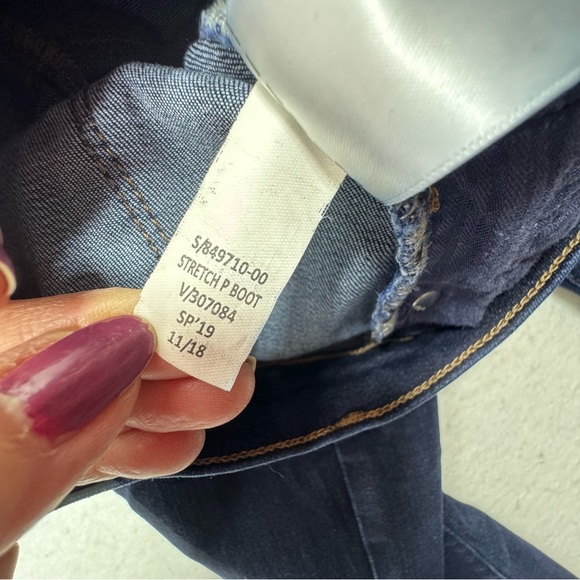 S/849710-00
STRETCH P BOOT
V/307084
SP'19
11/18